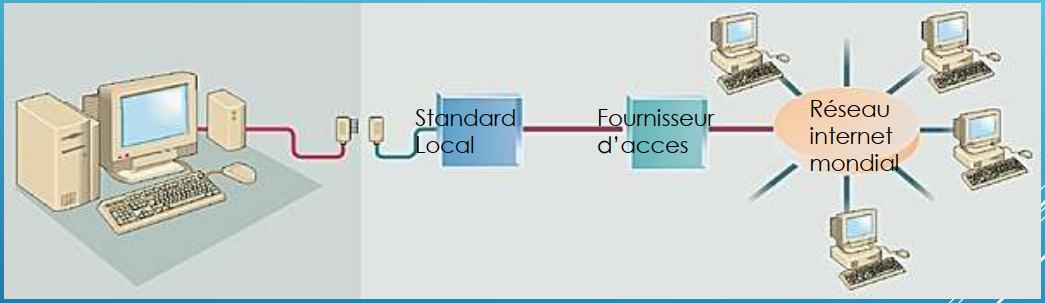 Standard
Local
Fournisseur
d'acces
Réseau
internet
mondial